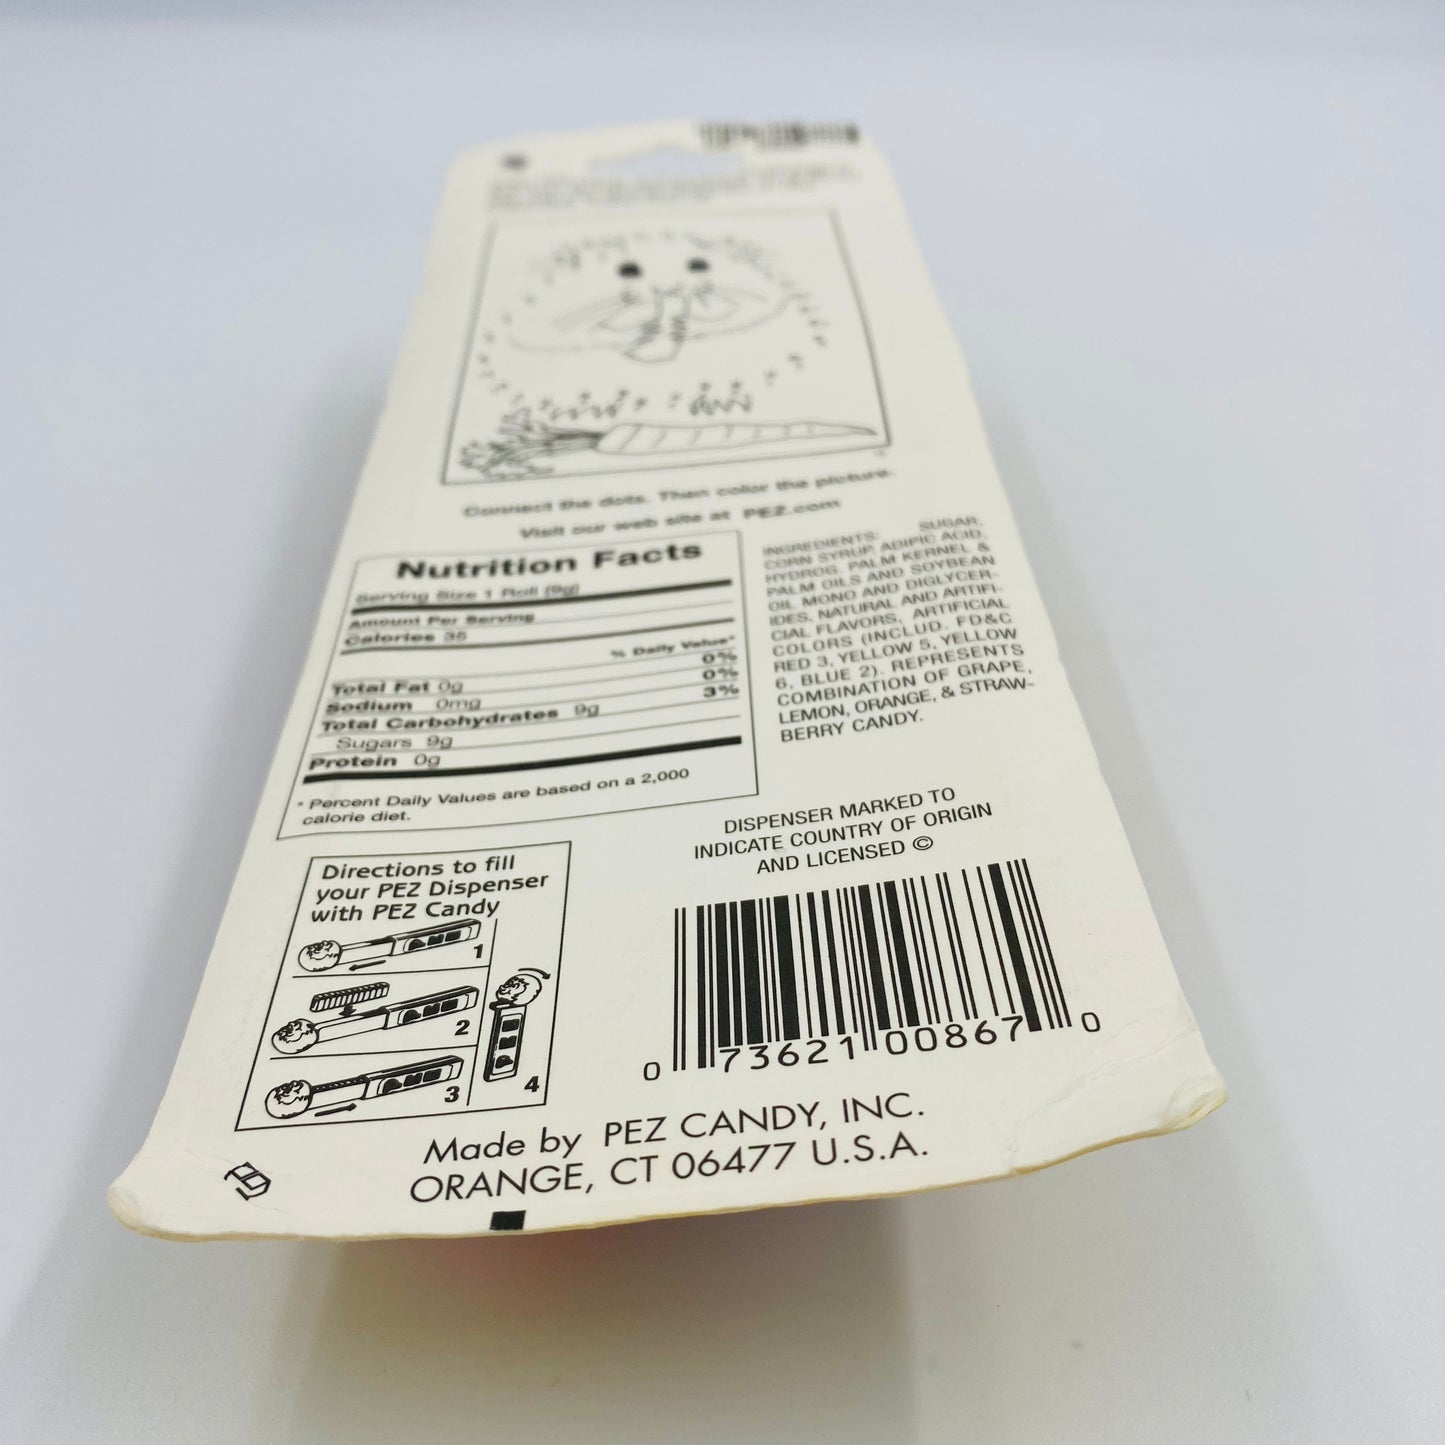 Connect the dots. Then color the picture.
Visit our web site at PEZ.com
Nutrition Facts
Serving Size 1 Roll (9g)
Amount Per Serving
Calories 35
% Daily Value*
Total Fat 0g 0%
Sodium 0mg 0%
Total Carbohydrates 9g 3%
Sugars 9g
Protein 0g
* Percent Daily Values are based on a 2,000
calorie diet.
INGREDIENTS: SUGAR,
CORN SYRUP, ADIPIC ACID,
HYDROG. PALM KERNEL &
PALM OILS AND SOYBEAN
OIL, MONO AND DIGLYCER-
IDES, NATURAL AND ARTIFI-
CIAL FLAVORS, ARTIFICIAL
COLORS (INCLUD. FD&C
RED 3, YELLOW 5, YELLOW
6, BLUE 2). REPRESENTS
COMBINATION OF GRAPE,
LEMON, ORANGE, & STRAW-
BERRY CANDY.
DISPENSER MARKED TO
INDICATE COUNTRY OF ORIGIN
AND LICENSED ©
Directions to fill
your PEZ Dispenser
with PEZ Candy
1
2
3
4
0 73621 00867 0
Made by PEZ CANDY, INC.
ORANGE, CT 06477 U.S.A.